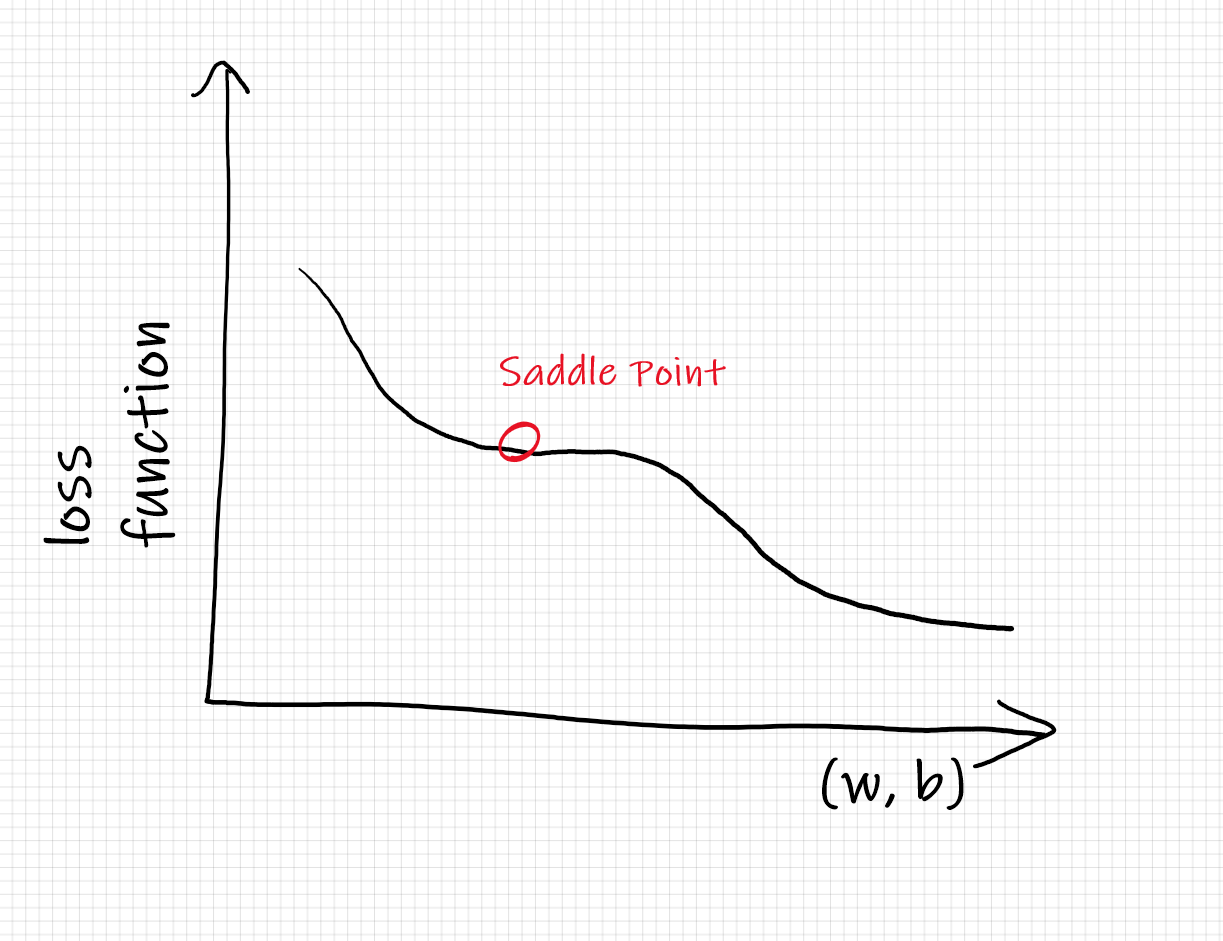 loss
function
Saddle Point
(w, b)